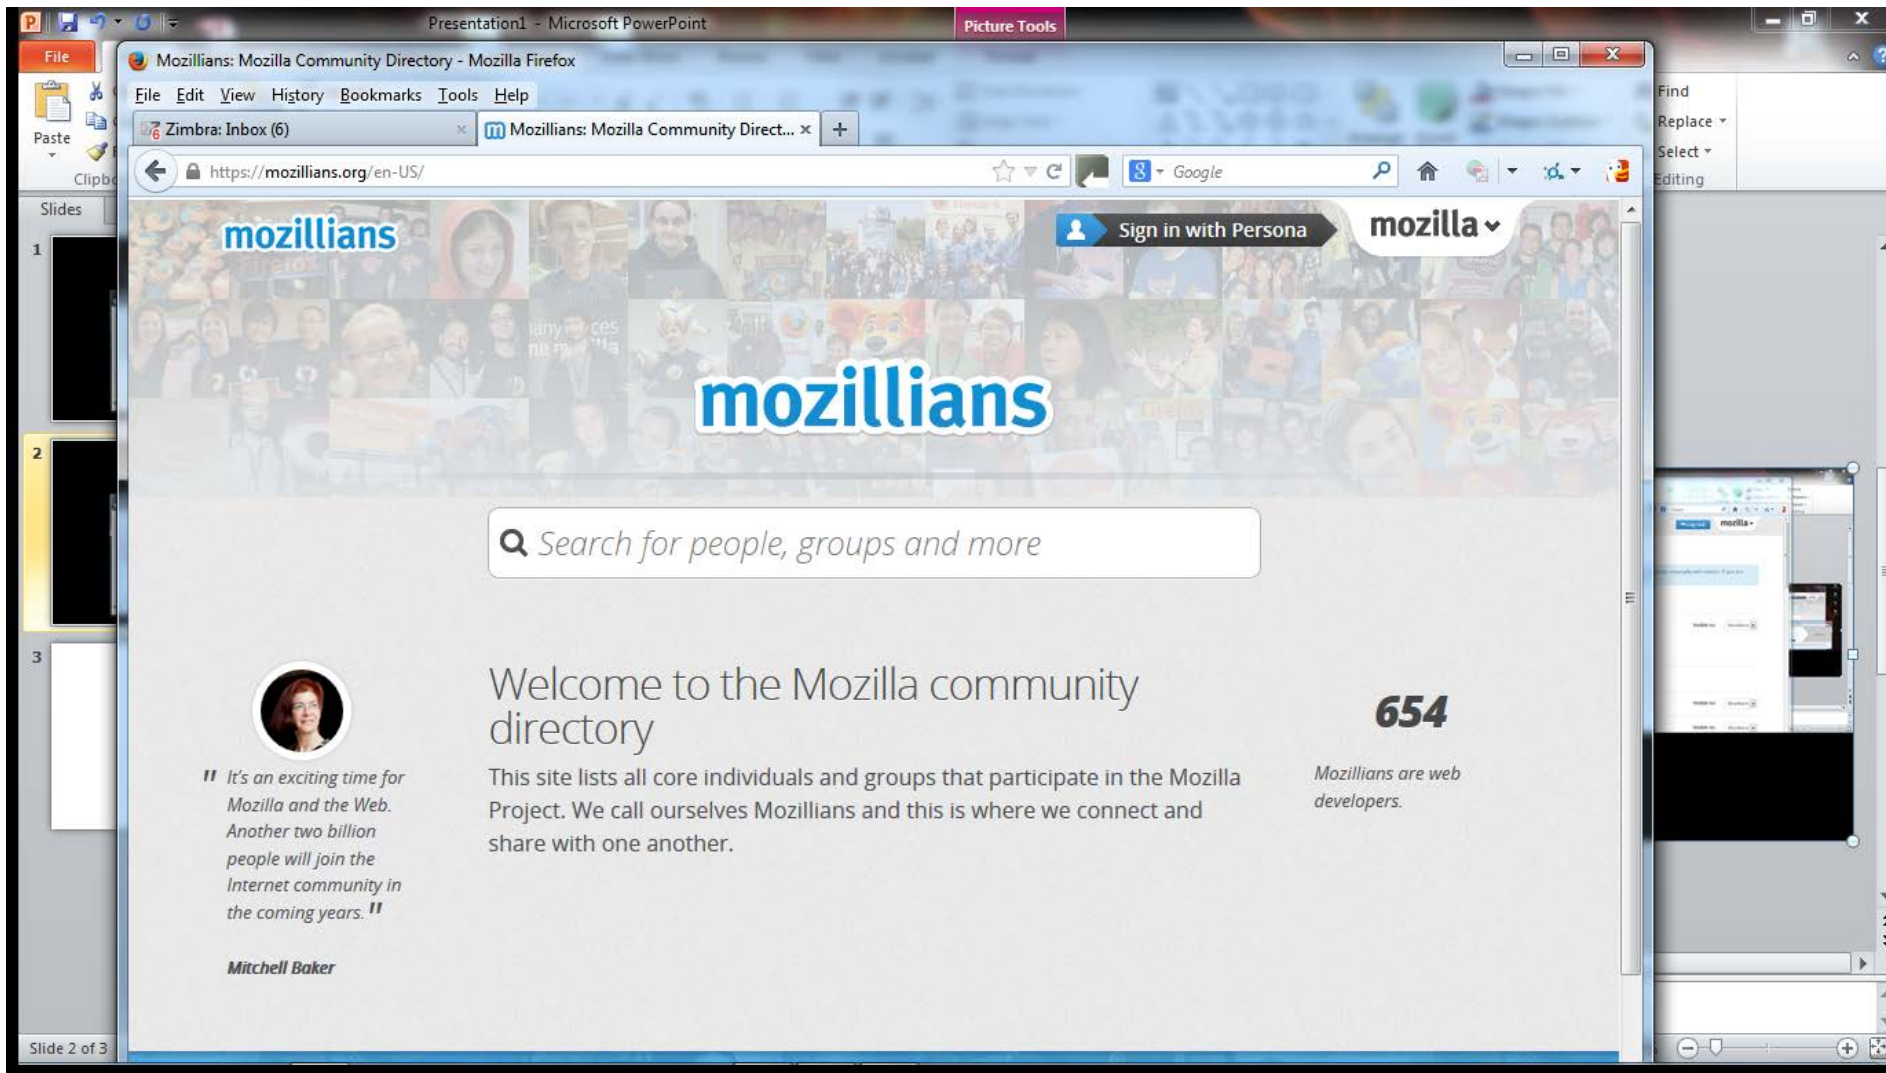 Presentation1 - Microsoft PowerPoint
Picture Tools
File
Mozillians: Mozilla Community Directory - Mozilla Firefox
File Edit View History Bookmarks Tools Help
Zimbra: Inbox (6)
Mozillians: Mozilla Community Direct...
https://mozillians.org/en-US/
Google
Paste
Clipbo
Find
Replace
Select
Editing
Slides
1
2
3
mozillians
Sign in with Persona
mozilla
mozillians
Search for people, groups and more
Welcome to the Mozilla community
directory
This site lists all core individuals and groups that participate in the Mozilla
Project. We call ourselves Mozillians and this is where we connect and
share with one another.
" It's an exciting time for
Mozilla and the Web.
Another two billion
people will join the
Internet community in
the coming years. "
Mitchell Baker
654
Mozillians are web
developers.
mozilla
Slide 2 of 3